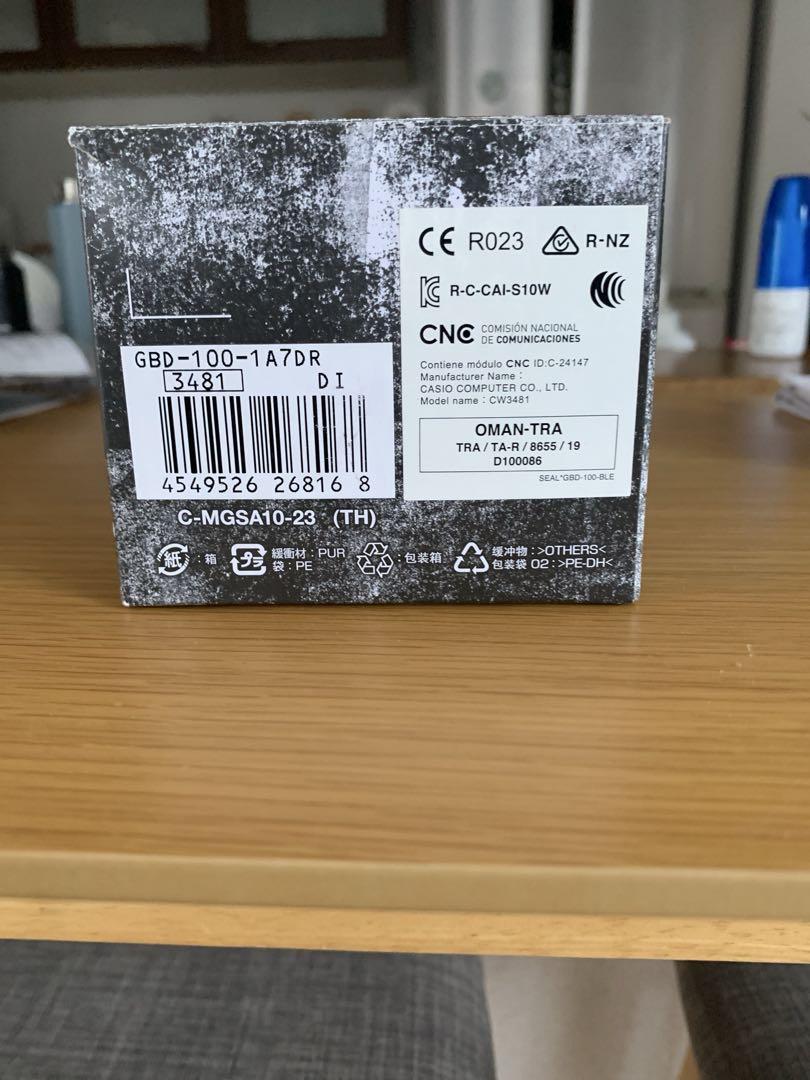 GBD-100-1A7DR
3481 DI
4549526 26816 8
CE R023 R-NZ
R-C-CAI-S10W
CNC COMISIÓN NACIONAL
DE COMUNICACIONES
Contiene módulo CNC ID:C-24147
Manufacturer Name :
CASIO COMPUTER CO., LTD.
Model name : CW3481
OMAN-TRA
TRA / TA-R / 8655 / 19
D100086
SEAL*GBD-100-BLE
C-MGSA10-23 (TH)
紙 : 箱
プラ 緩衝材 : PUR
袋 : PE
: 包装箱
缓冲物 : >OTHERS<
包装袋 02 : >PE-DH<